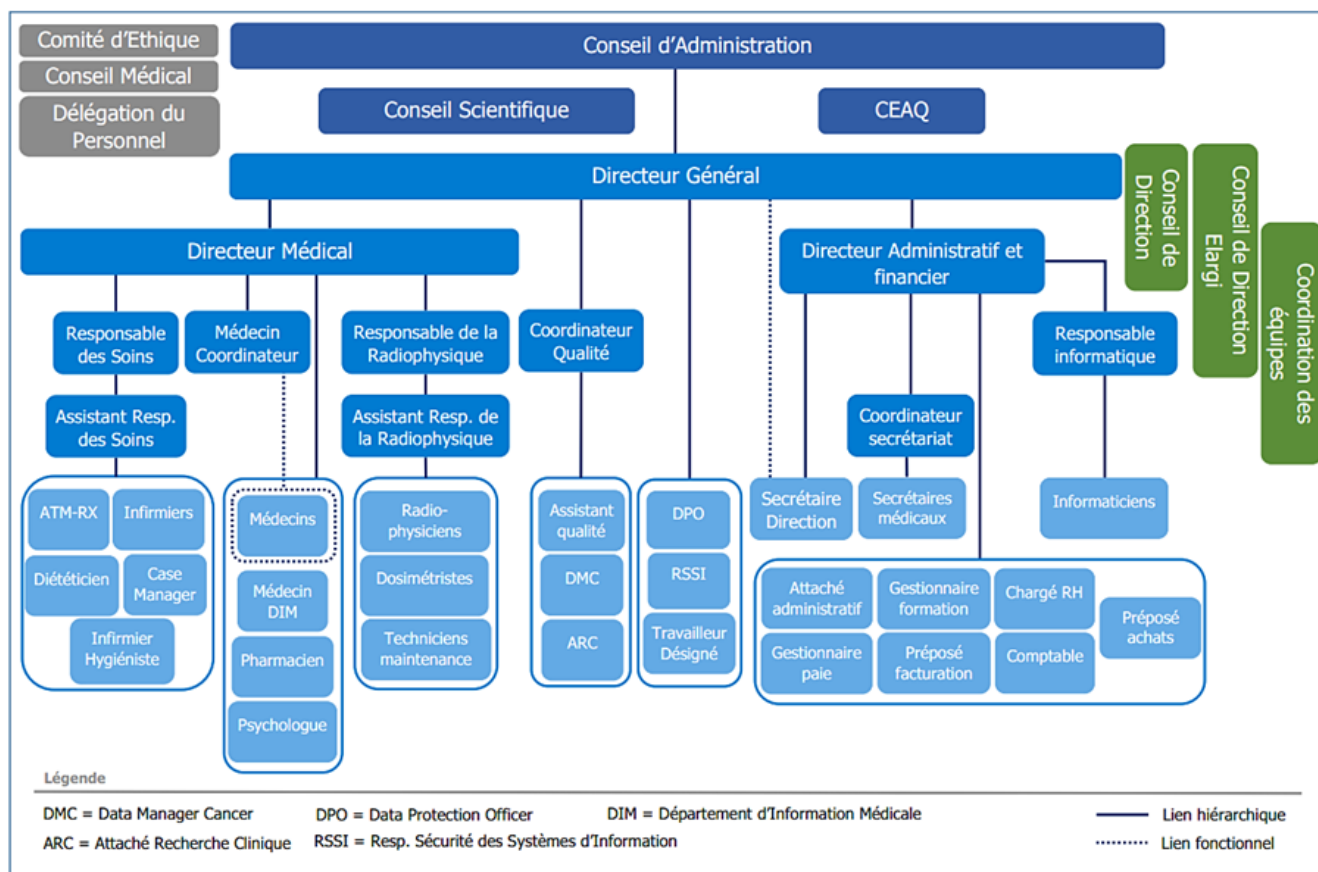 Comité d'Ethique
Conseil Médical
Délégation du
Personnel
Conseil d'Administration
Conseil Scientifique
CEAQ
Directeur Général
Conseil de
Direction
Conseil de Direction
Elargi
Coordination des
équipes
Directeur Médical
Directeur Administratif et
financier
Responsable
des Soins
Médecin
Coordinateur
Responsable de la
Radiophysique
Coordinateur
Qualité
Responsable
informatique
Assistant Resp.
des Soins
Assistant Resp. de
la Radiophysique
Coordinateur
secrétariat
ATM-RX
Infirmiers
Diététicien
Case
Manager
Infirmier
Hygiéniste
Médecins
Médecin
DIM
Pharmacien
Psychologue
Radio-
physiciens
Dosimétristes
Techniciens
maintenance
Assistant
qualité
DMC
ARC
DPO
RSSI
Travailleur
Désigné
Secrétaire
Direction
Secrétaires
médicaux
Informaticiens
Attaché
administratif
Gestionnaire
formation
Chargé RH
Préposé
achats
Gestionnaire
paie
Préposé
facturation
Comptable
Légende
DMC = Data Manager Cancer
DPO = Data Protection Officer
DIM = Département d'Information Médicale
Lien hiérarchique
ARC = Attaché Recherche Clinique
RSSI = Resp. Sécurité des Systèmes d'Information
Lien fonctionnel